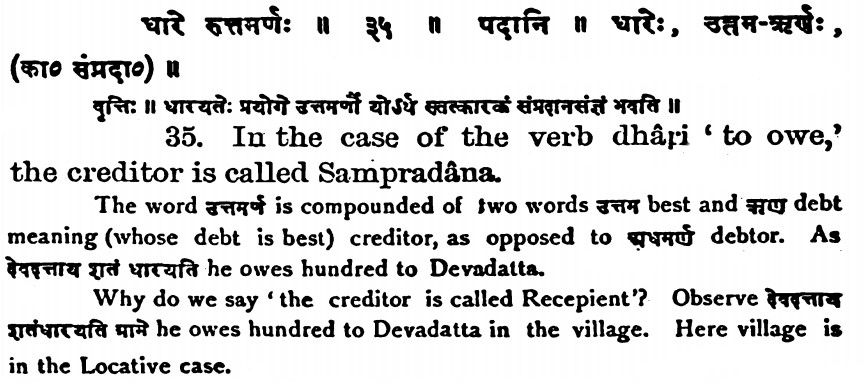 धारे रुत्तमर्णः ॥ ३५ ॥ पदानि ॥ धारेः, उत्तम-ऋर्णः,
(का० संप्रदा०) ॥
वृत्तिः ॥ धारयतेः प्रयोगे उत्तमर्णो योऽर्थ स्तत्कारकं संप्रदानसंज्ञं भवति ॥
35. In the case of the verb dhâṛi ‘to owe,’
the creditor is called Sampradâna.
The word उत्तमर्ण is compounded of two words उत्तम best and ऋण debt
meaning (whose debt is best) creditor, as opposed to अधमर्ण debtor. As
देवदत्ताय शतं धारयति he owes hundred to Devadatta.
Why do we say ‘the creditor is called Recepient’? Observe देवदत्ताय
शतंधारयति ग्रामे he owes hundred to Devadatta in the village. Here village is
in the Locative case.